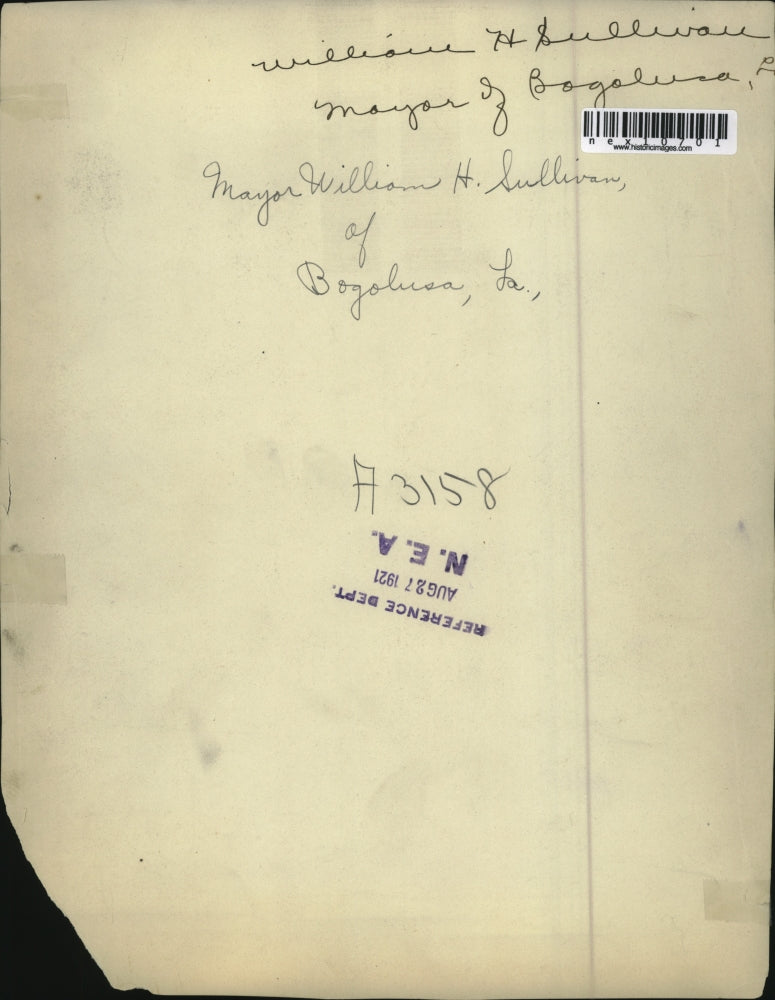 William H Sullivan
Mayor of Bogolusa,
nex10701
www.historicimages.com
Mayor William H. Sullivan,
of
Bogolusa, La.,
A 3158
REFERENCE DEPT.
AUG 27 1921
N.E.A.